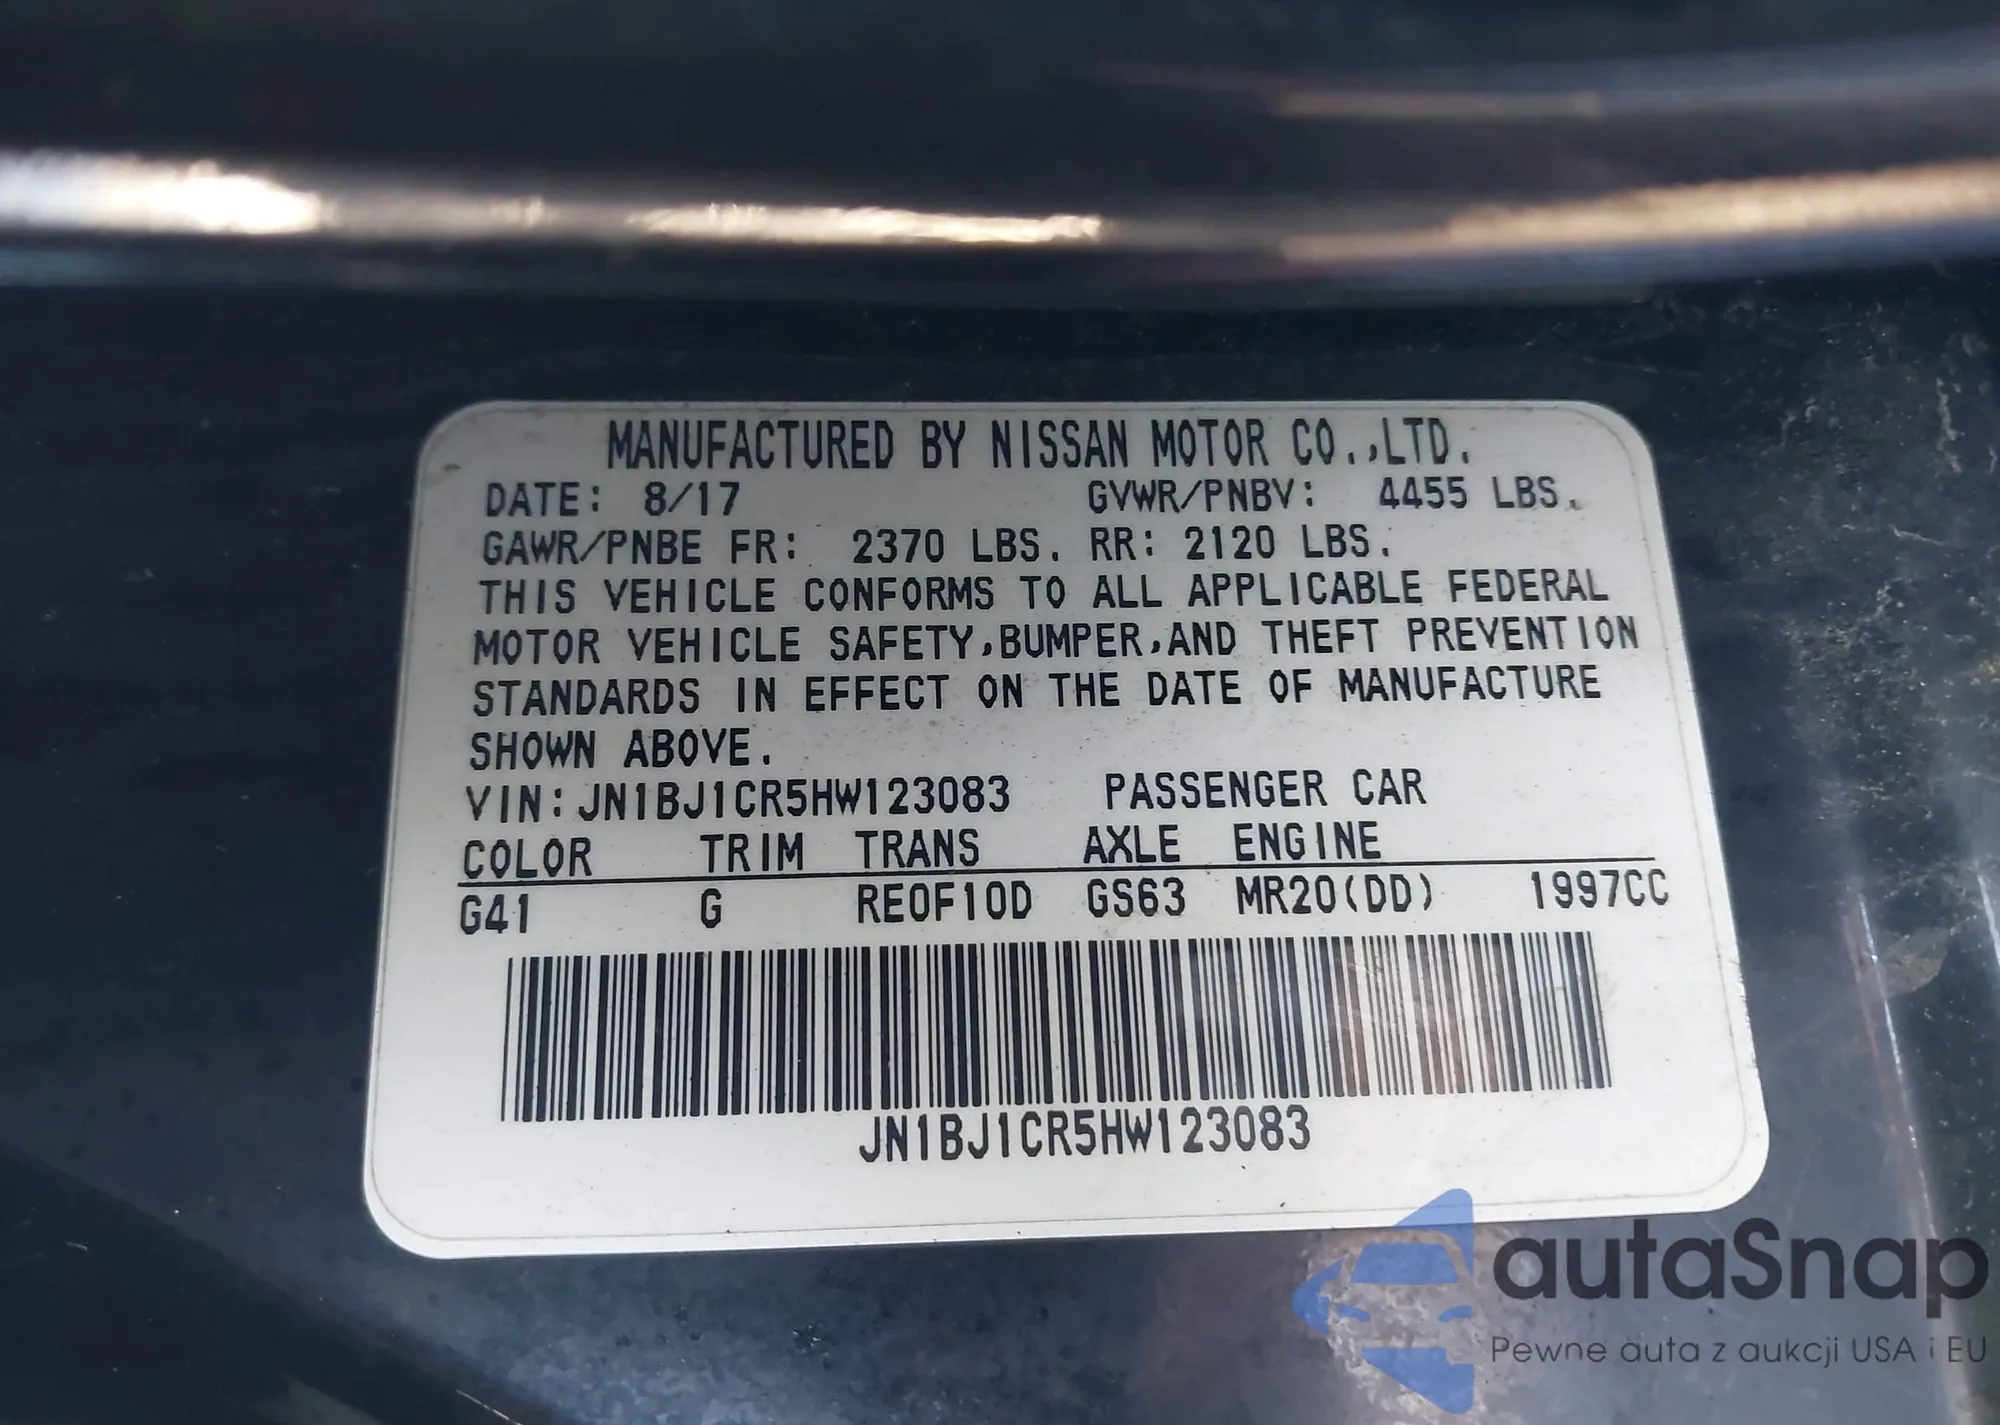 MANUFACTURED BY NISSAN MOTOR CO.,LTD.
DATE: 8/17 GVWR/PNBV: 4455 LBS.
GAWR/PNBE FR: 2370 LBS. RR: 2120 LBS.
THIS VEHICLE CONFORMS TO ALL APPLICABLE FEDERAL
MOTOR VEHICLE SAFETY,BUMPER,AND THEFT PREVENTION
STANDARDS IN EFFECT ON THE DATE OF MANUFACTURE
SHOWN ABOVE.
VIN:JN1BJ1CR5HW123083 PASSENGER CAR
COLOR TRIM TRANS AXLE ENGINE
G41 G RE0F10D GS63 MR20(DD) 1997CC
JN1BJ1CR5HW123083
autaSnap
Pewne auta z aukcji USA i EU